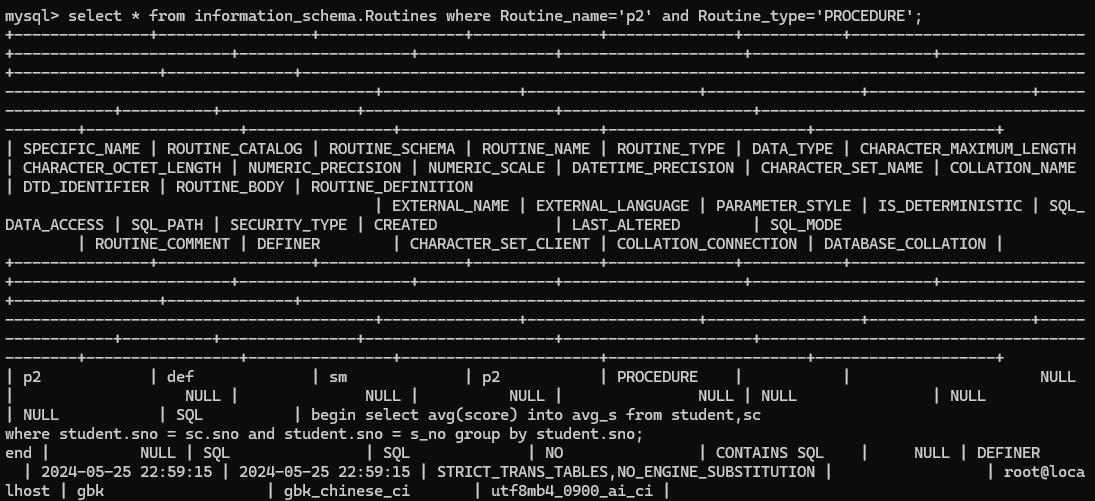 mysql> select * from information_schema.Routines where Routine_name='p2' and Routine_type='PROCEDURE';
| SPECIFIC_NAME | ROUTINE_CATALOG | ROUTINE_SCHEMA | ROUTINE_NAME | ROUTINE_TYPE | DATA_TYPE | CHARACTER_MAXIMUM_LENGTH
| CHARACTER_OCTET_LENGTH | NUMERIC_PRECISION | NUMERIC_SCALE | DATETIME_PRECISION | CHARACTER_SET_NAME | COLLATION_NAME
| DTD_IDENTIFIER | ROUTINE_BODY | ROUTINE_DEFINITION
| EXTERNAL_NAME | EXTERNAL_LANGUAGE | PARAMETER_STYLE | IS_DETERMINISTIC | SQL_
DATA_ACCESS | SQL_PATH | SECURITY_TYPE | CREATED | LAST_ALTERED | SQL_MODE
| ROUTINE_COMMENT | DEFINER | CHARACTER_SET_CLIENT | COLLATION_CONNECTION | DATABASE_COLLATION |
| p2 | def | sm | p2 | PROCEDURE | | NULL
| NULL | NULL | NULL | NULL | NULL | NULL
| NULL | SQL | begin select avg(score) into avg_s from student,sc
where student.sno = sc.sno and student.sno = s_no group by student.sno;
end | NULL | SQL | SQL | NO | CONTAINS SQL | NULL | DEFINER
| 2024-05-25 22:59:15 | 2024-05-25 22:59:15 | STRICT_TRANS_TABLES,NO_ENGINE_SUBSTITUTION | | root@loca
lhost | gbk | gbk_chinese_ci | utf8mb4_0900_ai_ci |